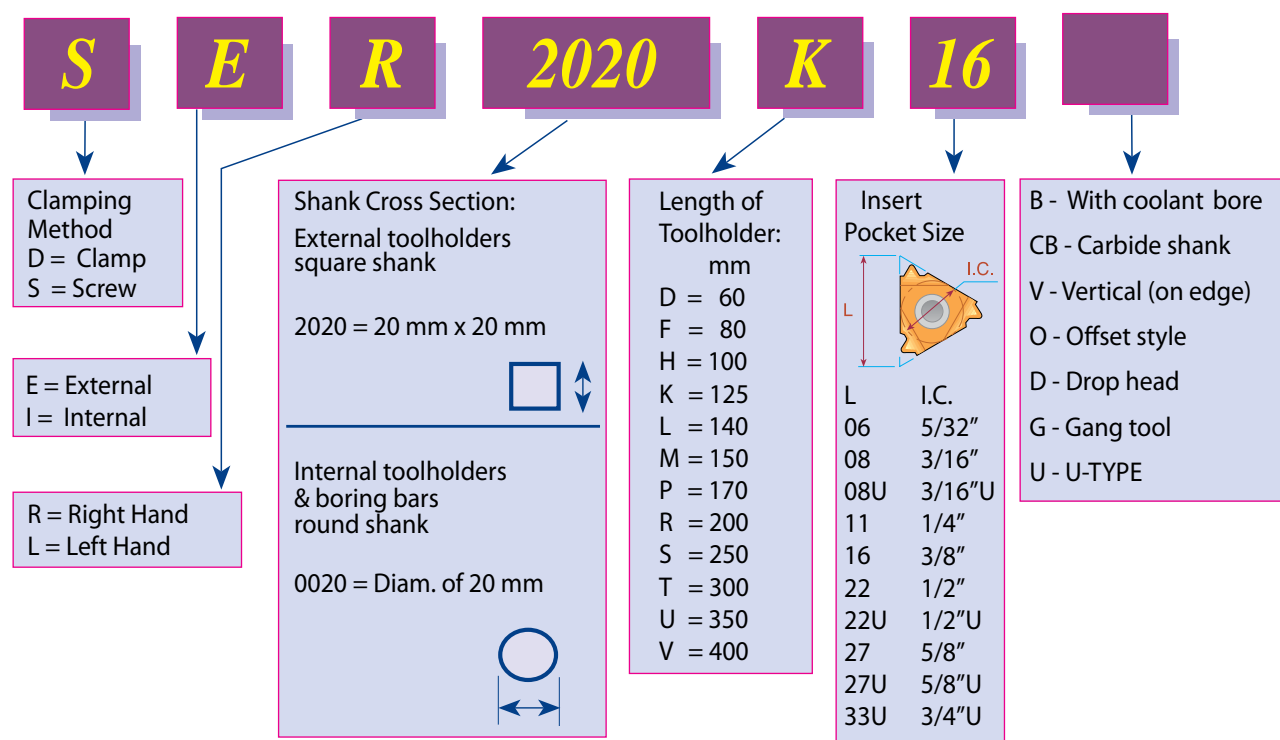 S E R 2020 K 16
Clamping
Method
D = Clamp
S = Screw
E = External
I = Internal
R = Right Hand
L = Left Hand
Shank Cross Section:
External toolholders
square shank
2020 = 20 mm x 20 mm
Internal toolholders
& boring bars
round shank
0020 = Diam. of 20 mm
Length of
Toolholder:
mm
D = 60
F = 80
H = 100
K = 125
L = 140
M = 150
P = 170
R = 200
S = 250
T = 300
U = 350
V = 400
Insert
Pocket Size
I.C.
L
L I.C.
06 5/32”
08 3/16”
08U 3/16”U
11 1/4”
16 3/8”
22 1/2”
22U 1/2”U
27 5/8”
27U 5/8”U
33U 3/4”U
B - With coolant bore
CB - Carbide shank
V - Vertical (on edge)
O - Offset style
D - Drop head
G - Gang tool
U - U-TYPE